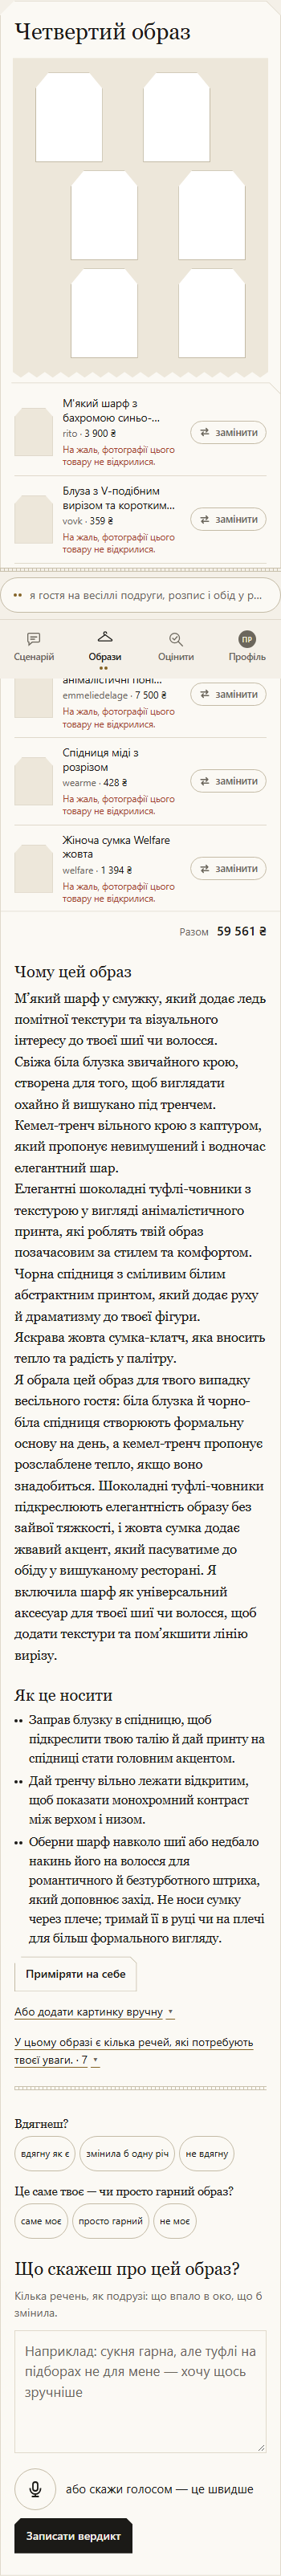 Четвертий образ
М'який шарф з
бахромою синьо-...
rito · 3 900 ₴
На жаль, фотографії цього
товару не відкрилися.
замінити
Блуза з V-подібним
вирізом та коротким...
vovk · 359 ₴
На жаль, фотографії цього
товару не відкрилися.
замінити
я гостя на весіллі подруги, розпис і обід у р...
Сценарій
Образи
Оцінити
ПР
Профіль
emmeliedelage · 7 500 ₴
На жаль, фотографії цього
товару не відкрилися.
замінити
Спідниця міді з
розрізом
wearme · 428 ₴
На жаль, фотографії цього
товару не відкрилися.
замінити
Жіноча сумка Welfare
жовта
welfare · 1 394 ₴
На жаль, фотографії цього
товару не відкрилися.
замінити
Разом 59 561 ₴
Чому цей образ
М'який шарф у смужку, який додає ледь
помітної текстури та візуального
інтересу до твоєї шиї чи волосся.
Свіжа біла блузка звичайного крою,
створена для того, щоб виглядати
охайно й вишукано під тренчем.
Кемел-тренч вільного крою з каптуром,
який пропонує невимушений і водночас
елегантний шар.
Елегантні шоколадні туфлі-човники з
текстурою у вигляді анімалістичного
принта, які роблять твій образ
позачасовим за стилем та комфортом.
Чорна спідниця з сміливим білим
абстрактним принтом, який додає руху
й драматизму до твоєї фігури.
Яскрава жовта сумка-клатч, яка вносить
тепло та радість у палітру.
Я обрала цей образ для твого випадку
весільного гостя: біла блузка й чорно-
біла спідниця створюють формальну
основу на день, а кемел-тренч пропонує
розслаблене тепло, якщо воно
знадобиться. Шоколадні туфлі-човники
підкреслюють елегантність образу без
зайвої тяжкості, і жовта сумка додає
жвавий акцент, який пасуватиме до
обіду у вишуканому ресторані. Я
включила шарф як універсальний
аксесуар для твоєї шиї чи волосся, щоб
додати текстури та пом'якшити лінію
вирізу.
Як це носити
•• Заправ блузку в спідницю, щоб
підкреслити твою талію й дай принту на
спідниці стати головним акцентом.
•• Дай тренчу вільно лежати відкритим,
щоб показати монохромний контраст
між верхом і низом.
•• Оберни шарф навколо шиї або недбало
накинь його на волосся для
романтичного й безтурботного штриха,
який доповнює захід. Не носи сумку
через плече; тримай її в руці чи на плечі
для більш формального вигляду.
Приміряти на себе
Або додати картинку вручну
У цьому образі є кілька речей, які потребують
твоєї уваги. · 7
Вдягнеш?
вдягну як є
змінила б одну річ
не вдягну
Це саме твоє — чи просто гарний образ?
саме моє
просто гарний
не моє
Що скажеш про цей образ?
Кілька речень, як подрузі: що впало в око, що б
змінила.
Наприклад: сукня гарна, але туфлі на
підборах не для мене — хочу щось
зручніше
або скажи голосом — це швидше
Записати вердикт